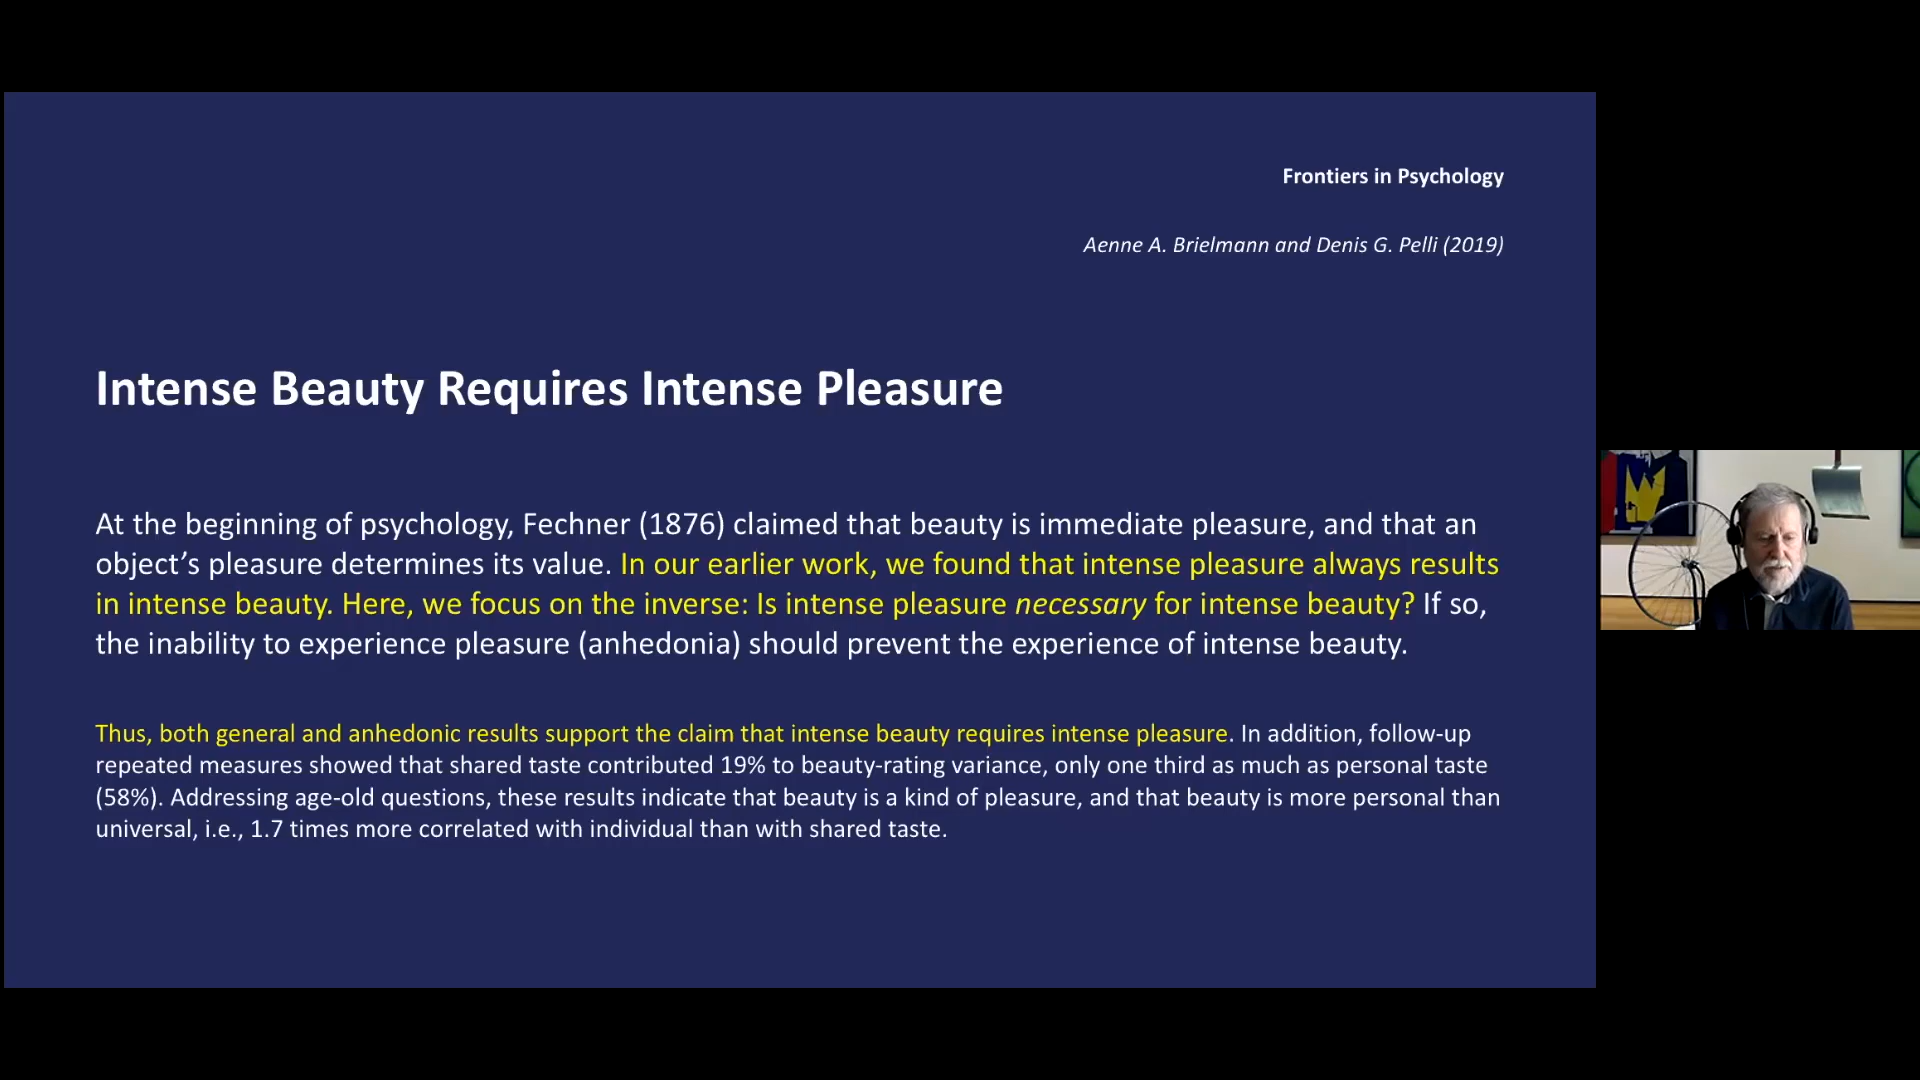 Frontiers in Psychology
Aenne A. Brielmann and Denis G. Pelli (2019)
Intense Beauty Requires Intense Pleasure
At the beginning of psychology, Fechner (1876) claimed that beauty is immediate pleasure, and that an
object’s pleasure determines its value. In our earlier work, we found that intense pleasure always results
in intense beauty. Here, we focus on the inverse: Is intense pleasure necessary for intense beauty? If so,
the inability to experience pleasure (anhedonia) should prevent the experience of intense beauty.
Thus, both general and anhedonic results support the claim that intense beauty requires intense pleasure. In addition, follow-up
repeated measures showed that shared taste contributed 19% to beauty-rating variance, only one third as much as personal taste
(58%). Addressing age-old questions, these results indicate that beauty is a kind of pleasure, and that beauty is more personal than
universal, i.e., 1.7 times more correlated with individual than with shared taste.